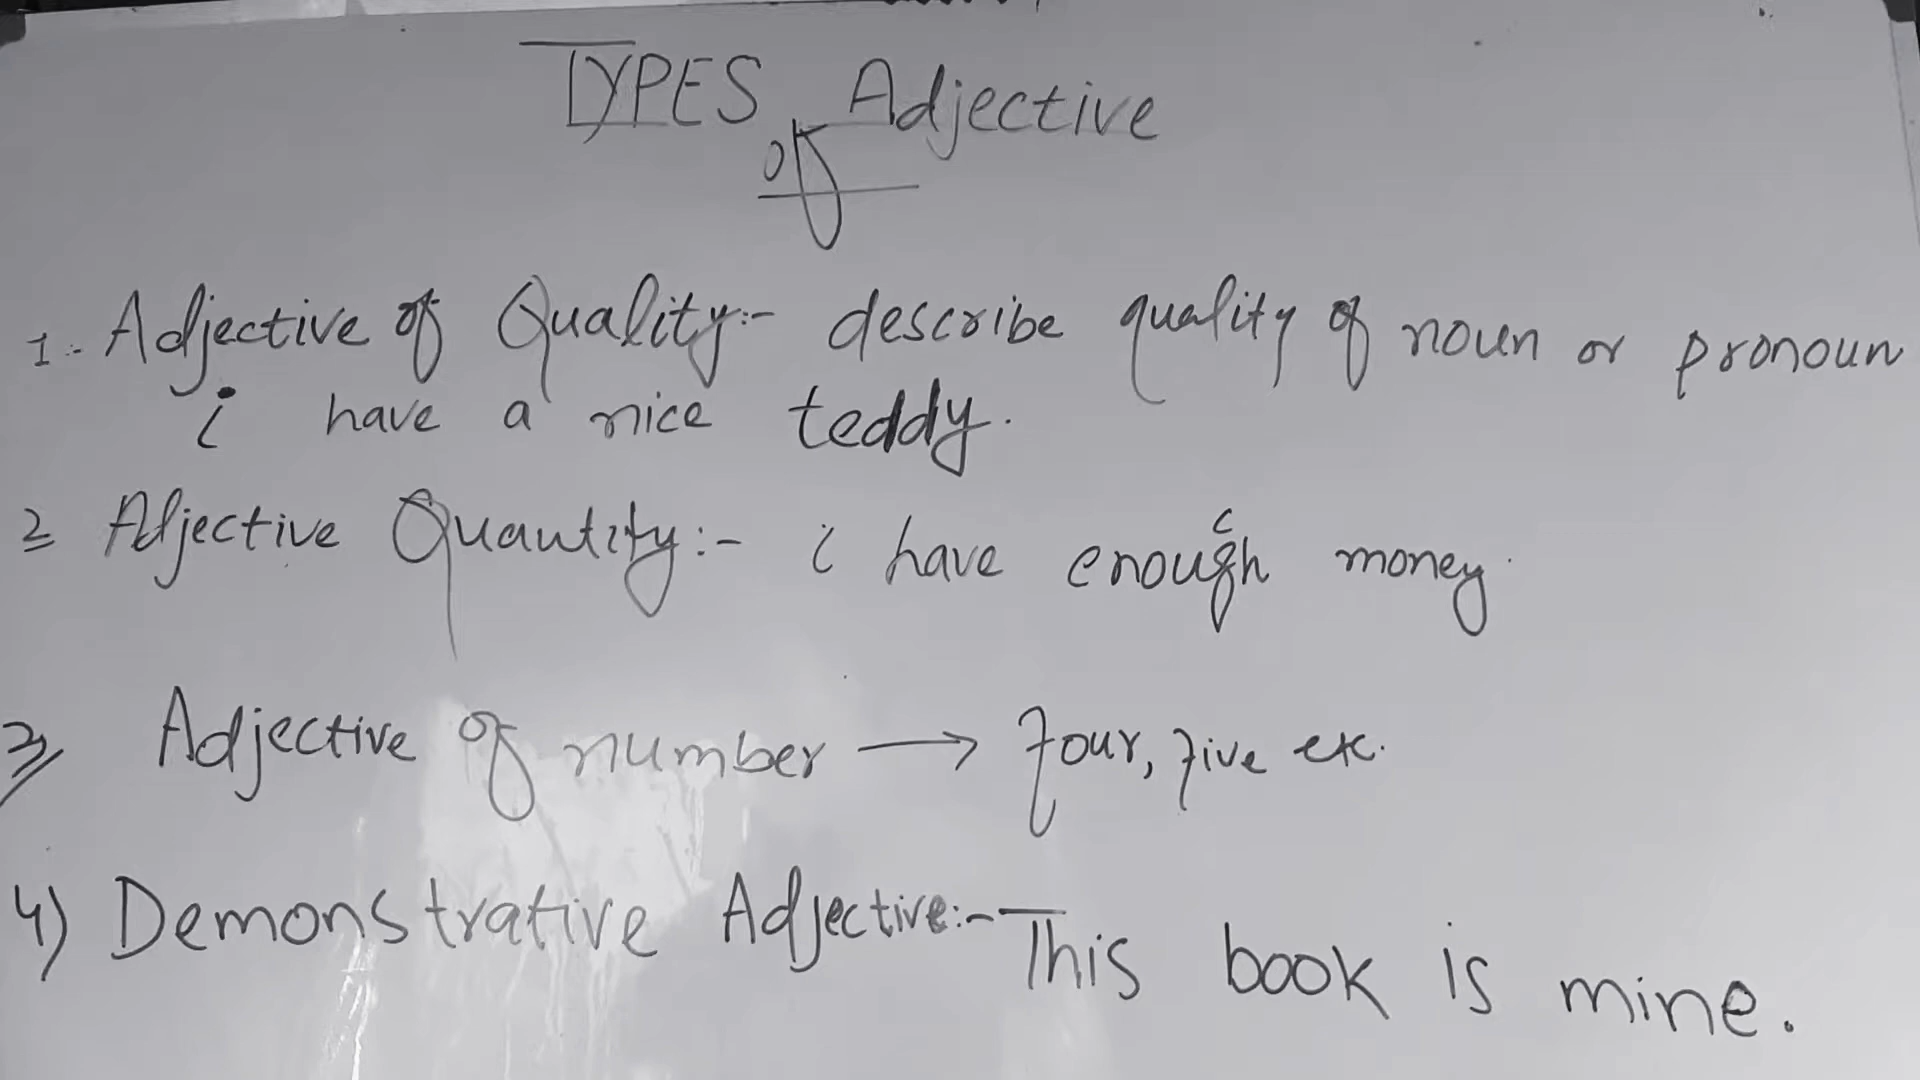 TYPES of Adjective
1:- Adjective of Quality:- describe quality of noun or pronoun
i have a nice teddy.
2 Adjective Quantity:- i have enough money.
3) Adjective of number → four, five etc.
4) Demonstrative Adjective:- This book is mine.